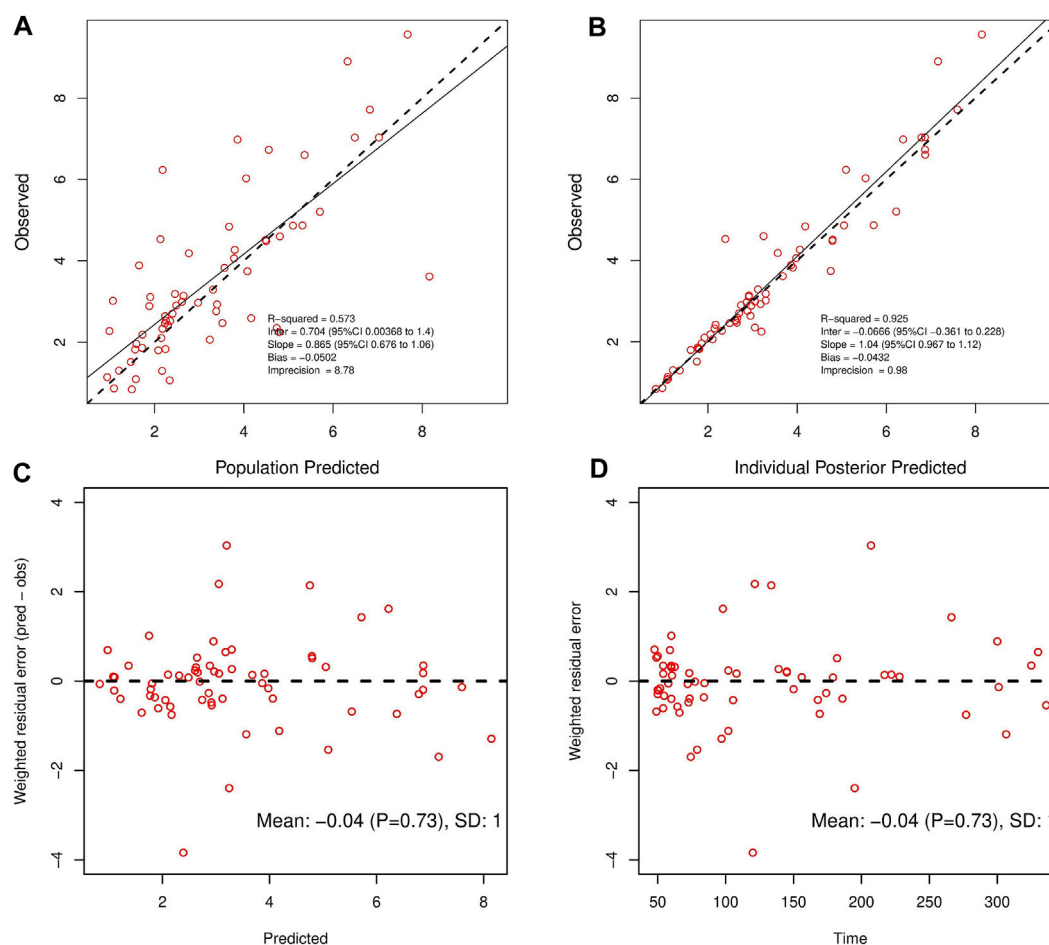 A
Observed
8
6
4
2
R-squared = 0.573
Inter = 0.704 (95%CI 0.00368 to 1.4)
Slope = 0.865 (95%CI 0.676 to 1.06)
Bias = −0.0502
Imprecision = 8.78
2 4 6 8
Population Predicted
B
Observed
8
6
4
2
R-squared = 0.925
Inter = −0.0666 (95%CI −0.361 to 0.228)
Slope = 1.04 (95%CI 0.967 to 1.12)
Bias = −0.0432
Imprecision = 0.98
2 4 6 8
Individual Posterior Predicted
C
Weighted residual error (pred − obs)
4
2
0
−2
−4
Mean: −0.04 (P=0.73), SD: 1
2 4 6 8
Predicted
D
Weighted residual error
4
2
0
−2
−4
Mean: −0.04 (P=0.73), SD:
50 100 150 200 250 300
Time